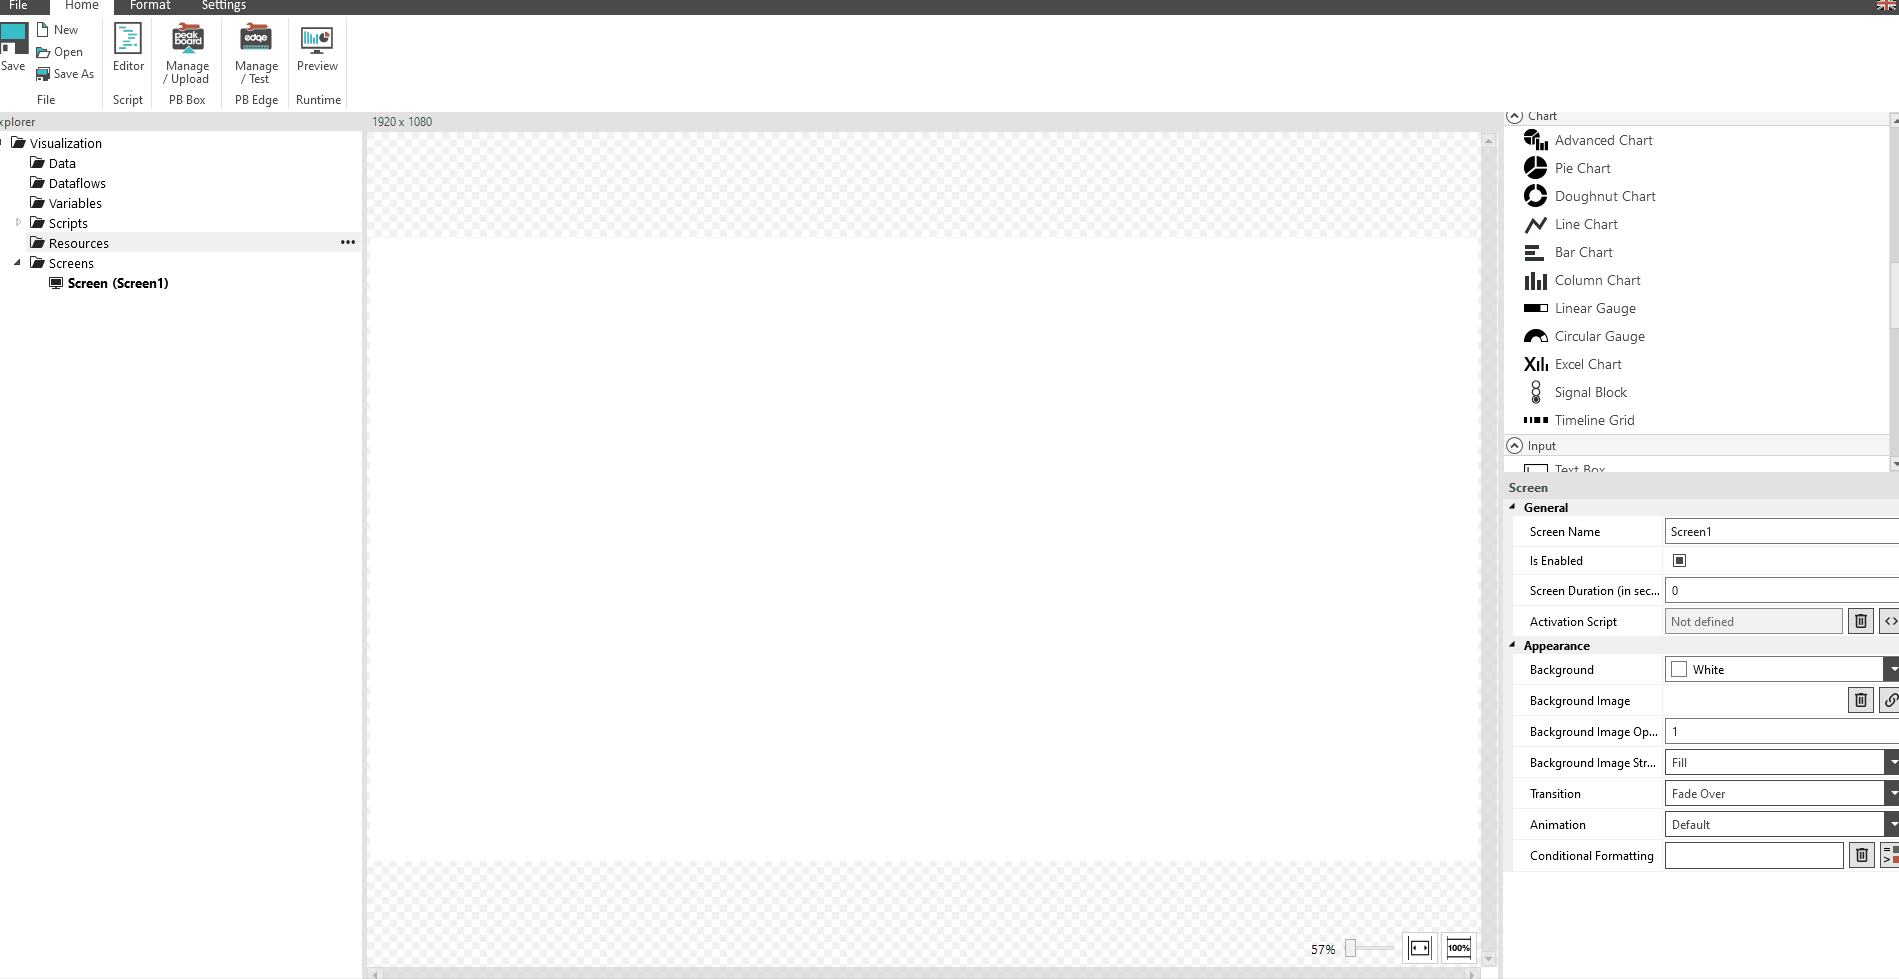 File Home Format Settings
Save
New
Open
Save As
File
Editor
Script
peak board
Manage / Upload
PB Box
edge
Manage / Test
PB Edge
Preview
Runtime
xplorer
Visualization
Data
Dataflows
Variables
Scripts
Resources
Screens
Screen (Screen1)
1920 x 1080
57%
100%
Chart
Advanced Chart
Pie Chart
Doughnut Chart
Line Chart
Bar Chart
Column Chart
Linear Gauge
Circular Gauge
Excel Chart
Signal Block
Timeline Grid
Input
Text Box
Screen
General
Screen Name Screen1
Is Enabled
Screen Duration (in sec... 0
Activation Script Not defined
Appearance
Background White
Background Image
Background Image Op... 1
Background Image Str... Fill
Transition Fade Over
Animation Default
Conditional Formatting